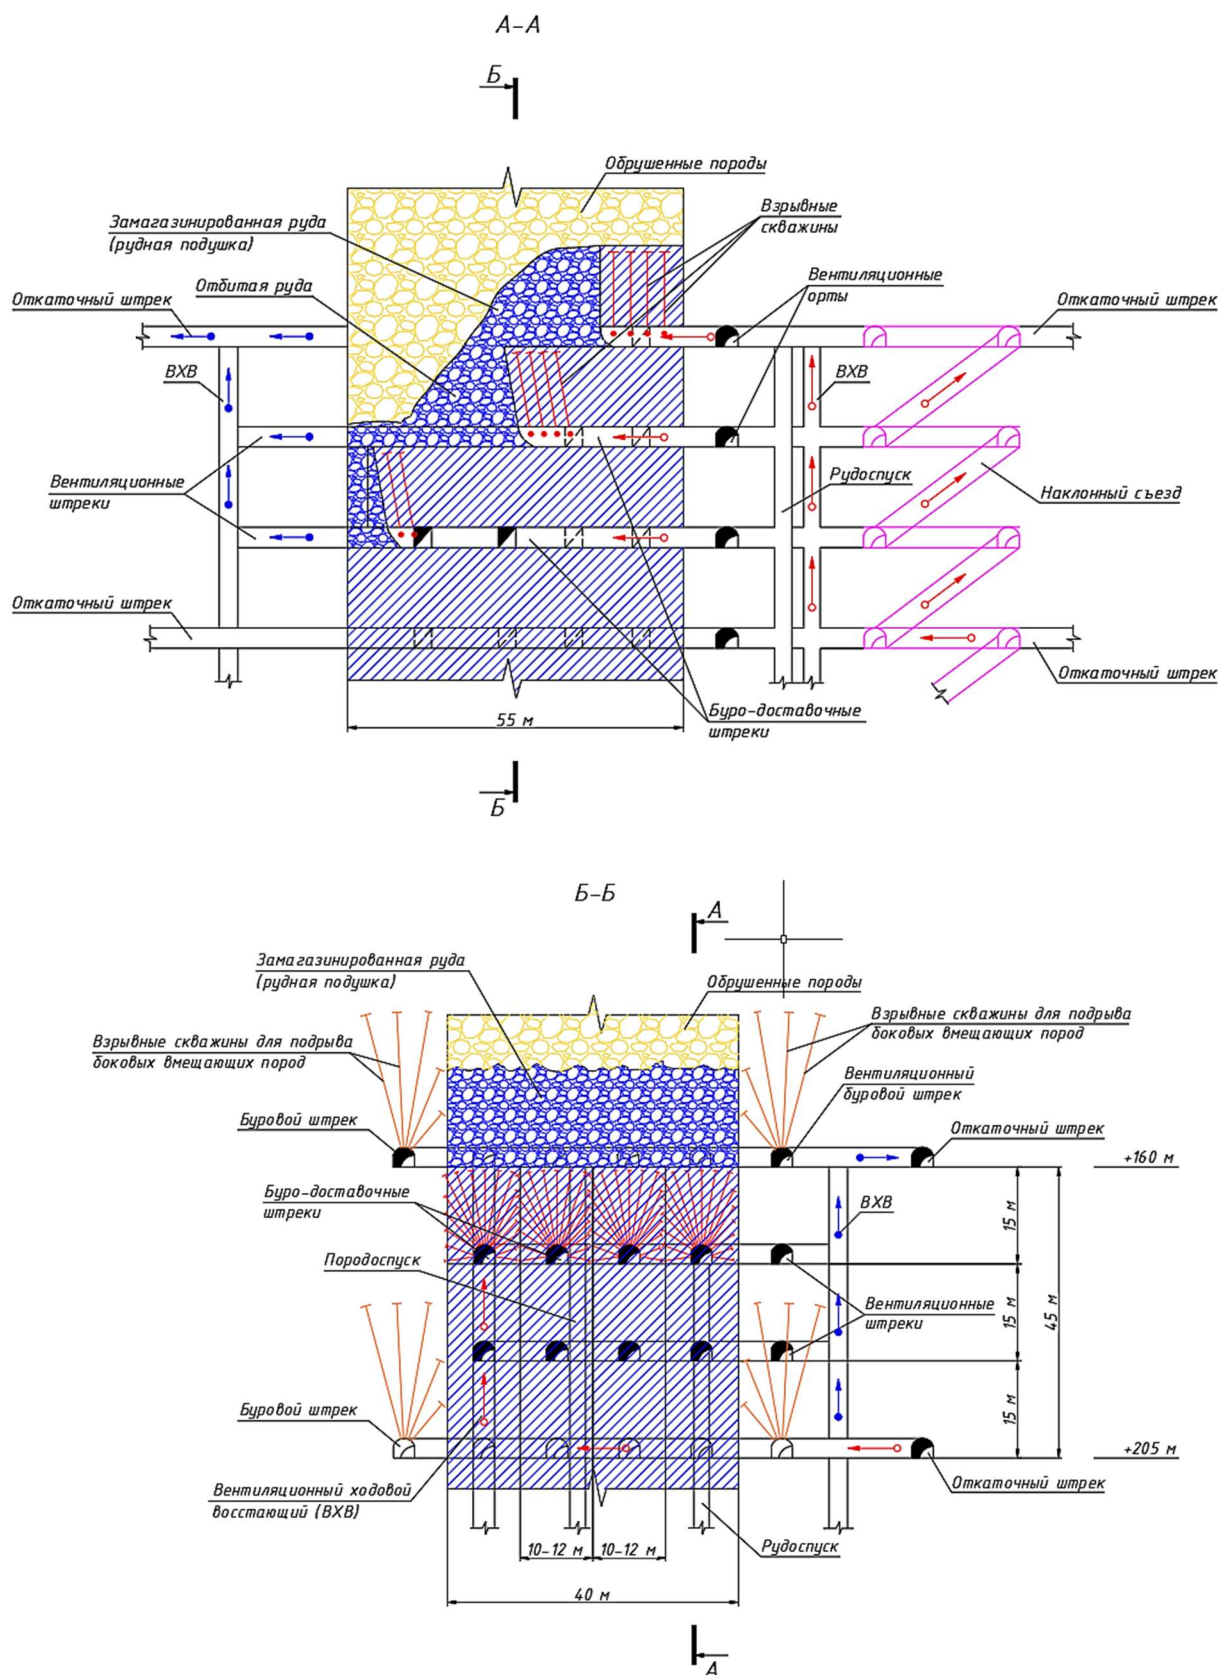 А-А
Б
Обрушенные породы
Замагазинированная руда
(рудная подушка)
Взрывные
скважины
Отбитая руда
Вентиляционные
орты
Откаточный штрек
Откаточный штрек
ВХВ
ВХВ
Вентиляционные
штреки
Рудоспуск
Наклонный съезд
Откаточный штрек
Откаточный штрек
55 м
Буро-доставочные
штреки
Б
Б-Б
А
Замагазинированная руда
(рудная подушка)
Обрушенные породы
Взрывные скважины для подрыва
боковых вмещающих пород
Взрывные скважины для подрыва
боковых вмещающих пород
Вентиляционный
буровой штрек
Буровой штрек
Откаточный штрек
+160 м
Буро-доставочные
штреки
ВХВ
15 м
Породоспуск
Вентиляционные
штреки
15 м
45 м
Буровой штрек
15 м
+205 м
Вентиляционный ходовой
восстающий (ВХВ)
Откаточный штрек
Рудоспуск
10-12 м
10-12 м
40 м
А